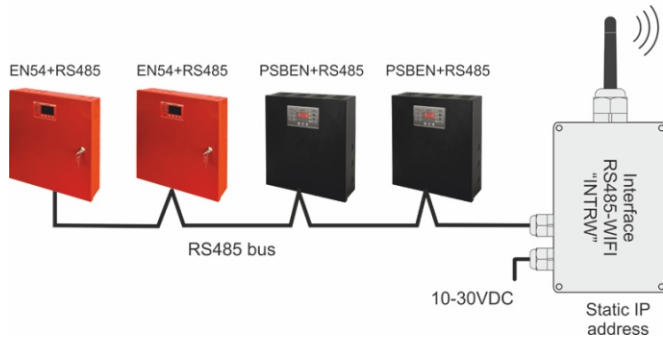 EN54+RS485
EN54+RS485
PSBEN+RS485
PSBEN+RS485
Interface
RS485-WIFI
"INTRW"
RS485 bus
10-30VDC
Static IP
address